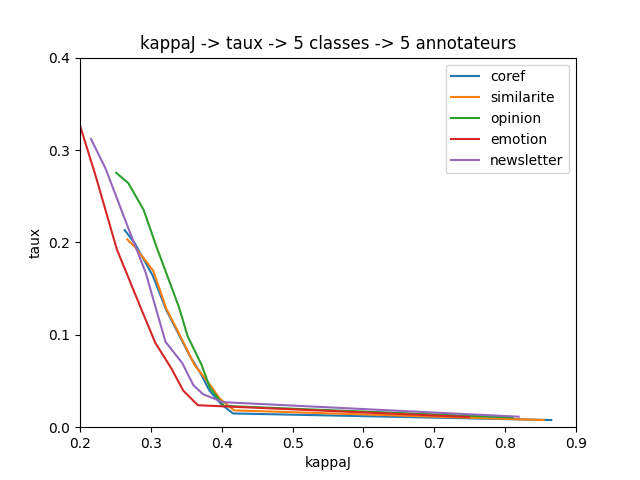 kappaJ -> taux -> 5 classes -> 5 annotateurs
0.4
0.3
0.2
0.1
0.0
taux
coref
similarite
opinion
emotion
newsletter
0.2 0.3 0.4 0.5 0.6 0.7 0.8 0.9
kappaJ